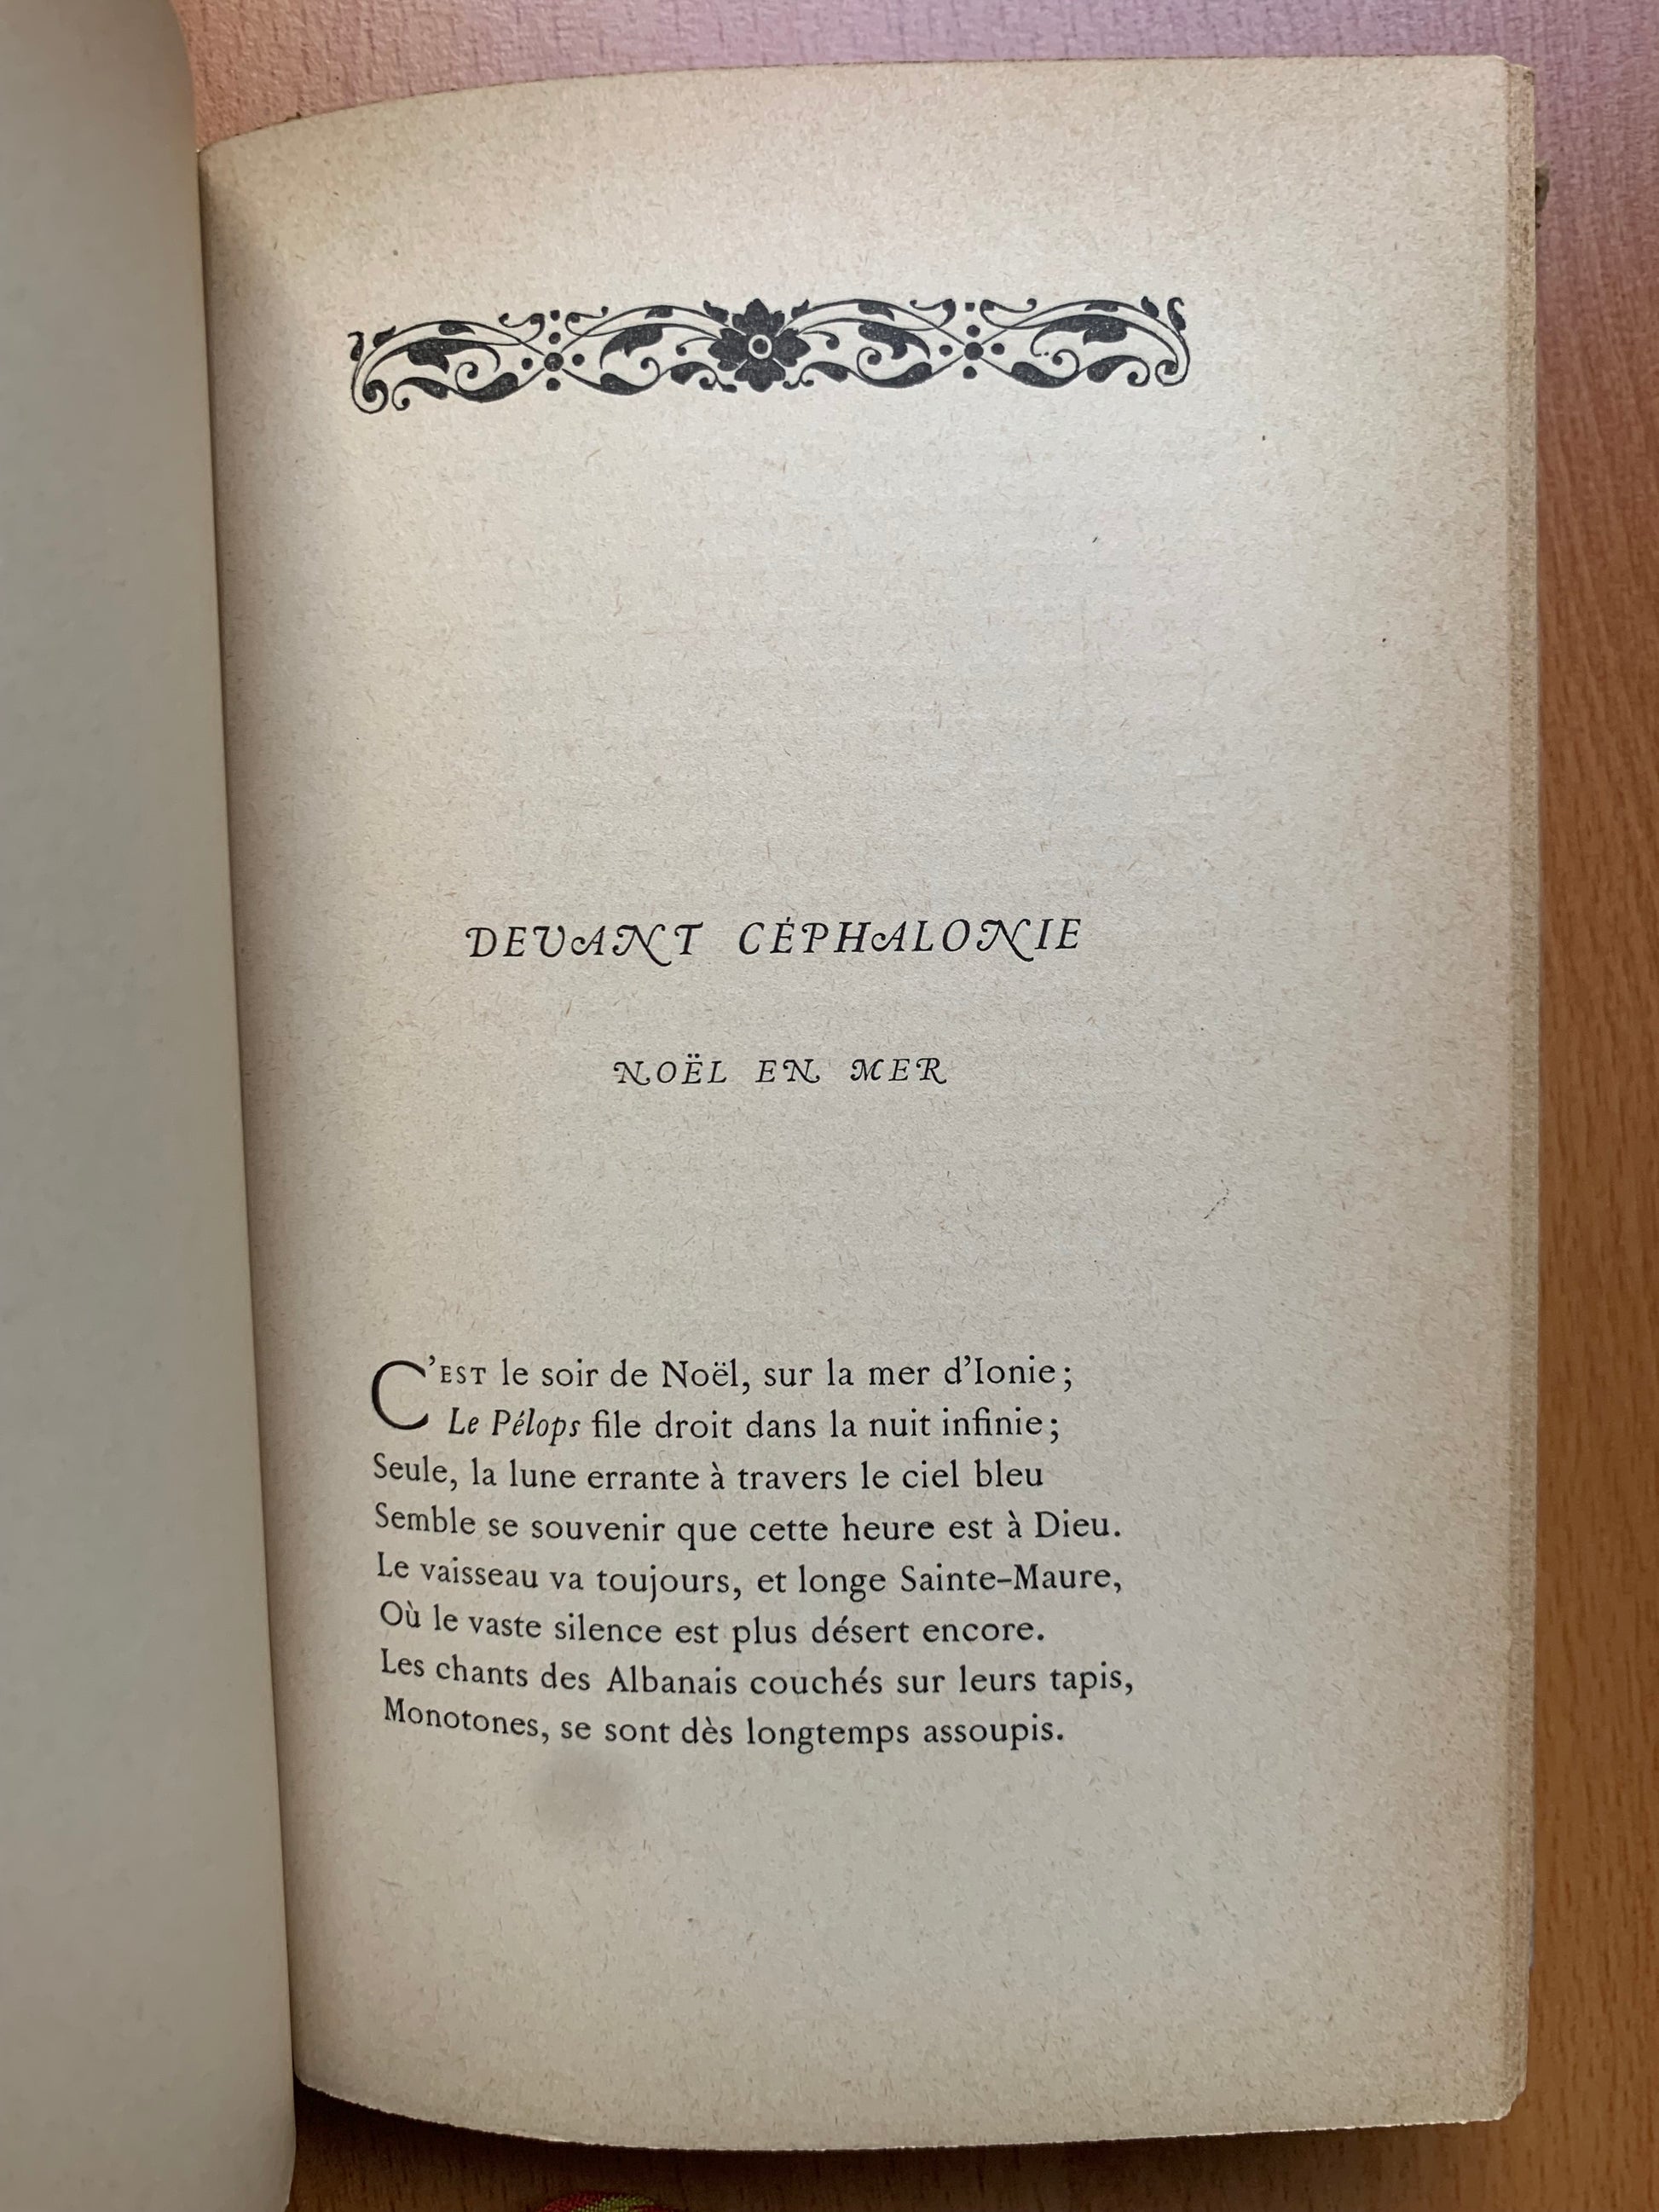 DEVANT CÉPHALONIE
NOËL EN MER
C'EST le soir de Noël, sur la mer d'Ionie ;
Le Pélops file droit dans la nuit infinie ;
Seule, la lune errante à travers le ciel bleu
Semble se souvenir que cette heure est à Dieu.
Le vaisseau va toujours, et longe Sainte-Maure,
Où le vaste silence est plus désert encore.
Les chants des Albanais couchés sur leurs tapis,
Monotones, se sont dès longtemps assoupis.